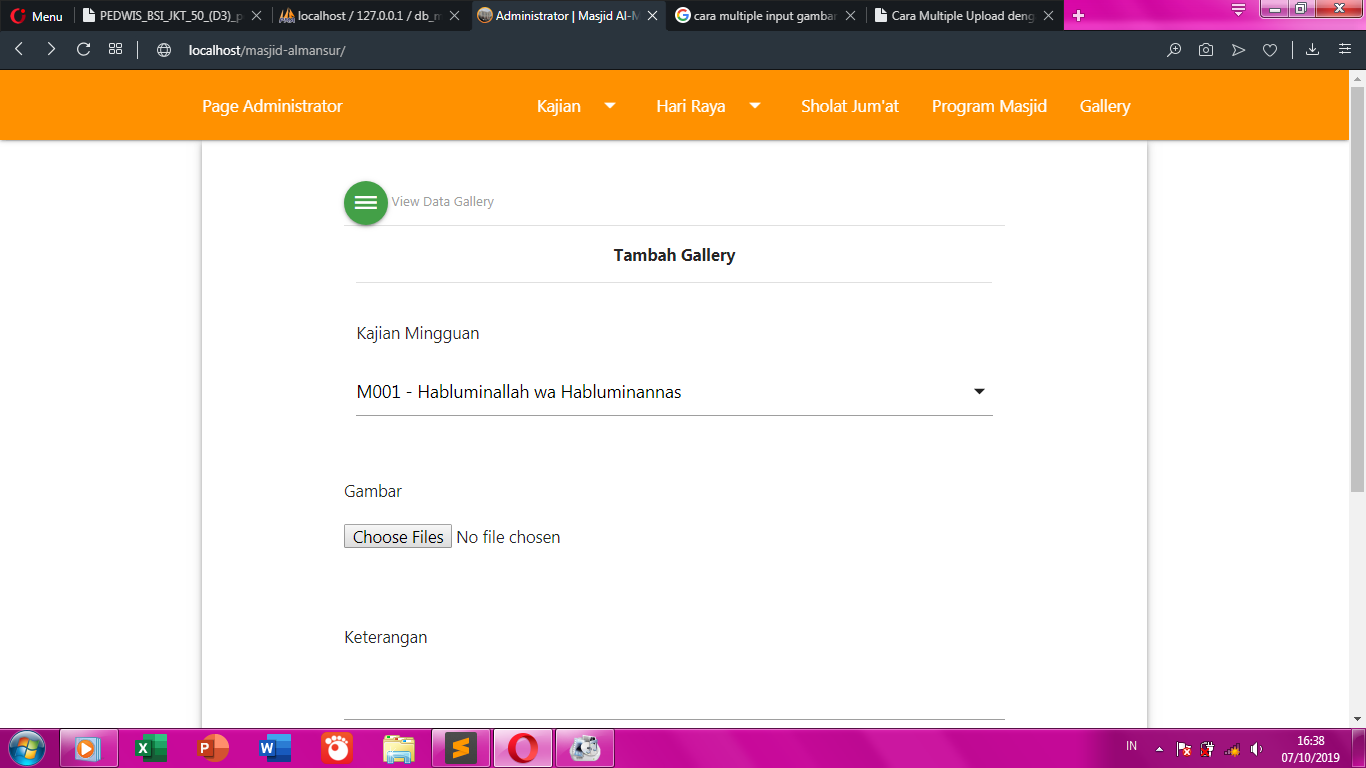 Menu
PEDWIS_BSI_JKT_50_(D3)_p
localhost / 127.0.0.1 / db_m
Administrator | Masjid Al-M
cara multiple input gambar
Cara Multiple Upload deng
localhost/masjid-almansur/
Page Administrator
Kajian
Hari Raya
Sholat Jum'at
Program Masjid
Gallery
View Data Gallery
Tambah Gallery
Kajian Mingguan
M001 - Habluminallah wa Habluminannas
Gambar
Choose Files No file chosen
Keterangan
IN
16:38
07/10/2019